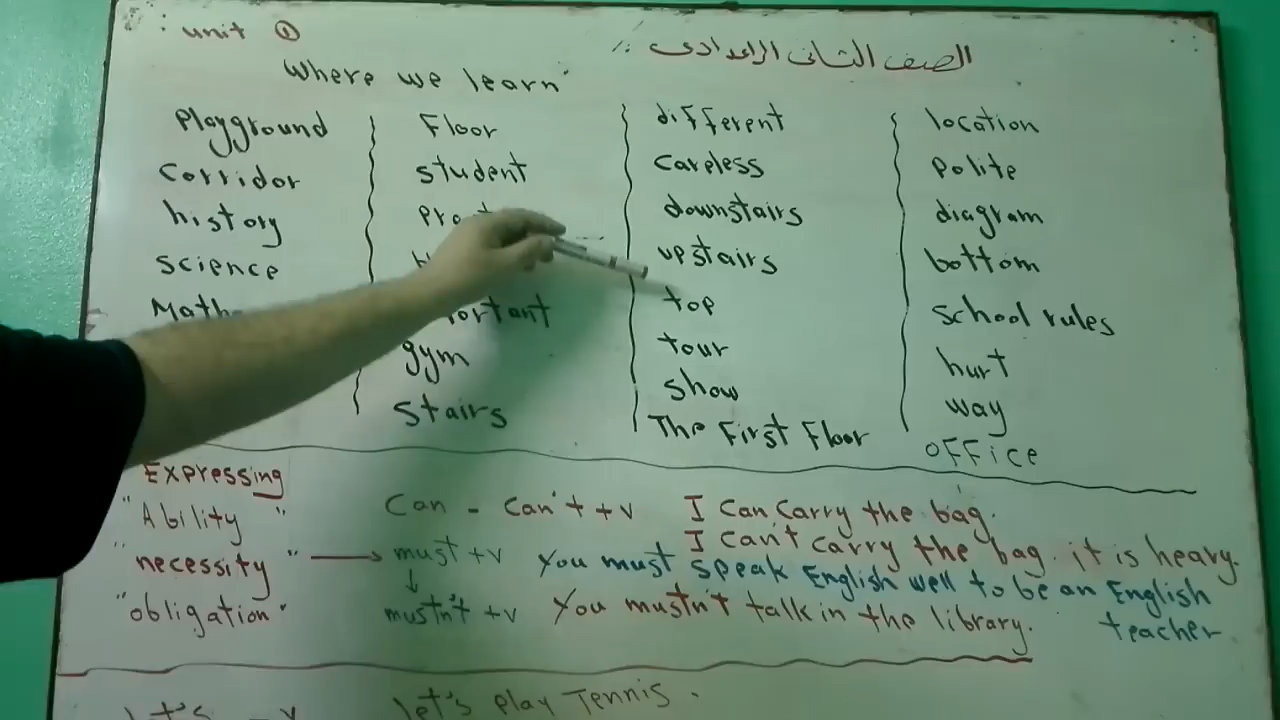 unit ①
الصف الثانى الاعدادى
Where we learn
Playground
Corridor
history
science
Floor
student
gym
stairs
different
careless
downstairs
upstairs
top
tour
show
The First Floor
location
Polite
diagram
bottom
school rules
hurt
way
office
Expressing
"Ability"
"necessity"
"obligation"
Can - Can't + V I Can Carry the bag.
I Can't Carry the bag. it is heavy.
must + V You must speak English well to be an English teacher
mustn't + V You mustn't talk in the library.
let's play Tennis.